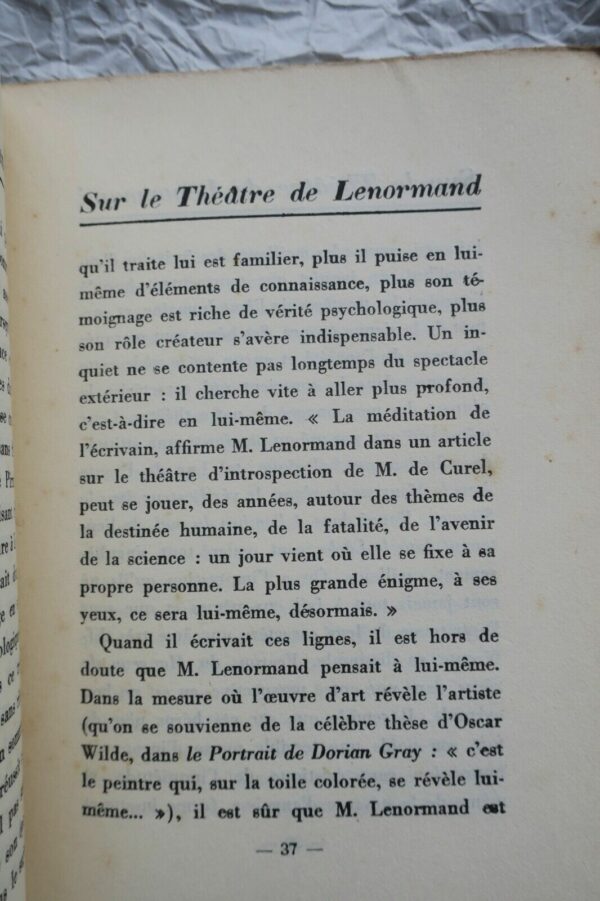 Sur le Théâtre de Lenormand
qu'il traite lui est familier, plus il puise en lui-
même d'éléments de connaissance, plus son té-
moignage est riche de vérité psychologique, plus
son rôle créateur s'avère indispensable. Un in-
quiet ne se contente pas longtemps du spectacle
extérieur : il cherche vite à aller plus profond,
c'est-à-dire en lui-même. « La méditation de
l'écrivain, affirme M. Lenormand dans un article
sur le théâtre d'introspection de M. de Curel,
peut se jouer, des années, autour des thèmes de
la destinée humaine, de la fatalité, de l'avenir
de la science : un jour vient où elle se fixe à sa
propre personne. La plus grande énigme, à ses
yeux, ce sera lui-même, désormais. »
Quand il écrivait ces lignes, il est hors de
doute que M. Lenormand pensait à lui-même.
Dans la mesure où l'œuvre d'art révèle l'artiste
(qu'on se souvienne de la célèbre thèse d'Oscar
Wilde, dans le Portrait de Dorian Gray : « c'est
le peintre qui, sur la toile colorée, se révèle lui-
même... »), il est sûr que M. Lenormand est
— 37 —